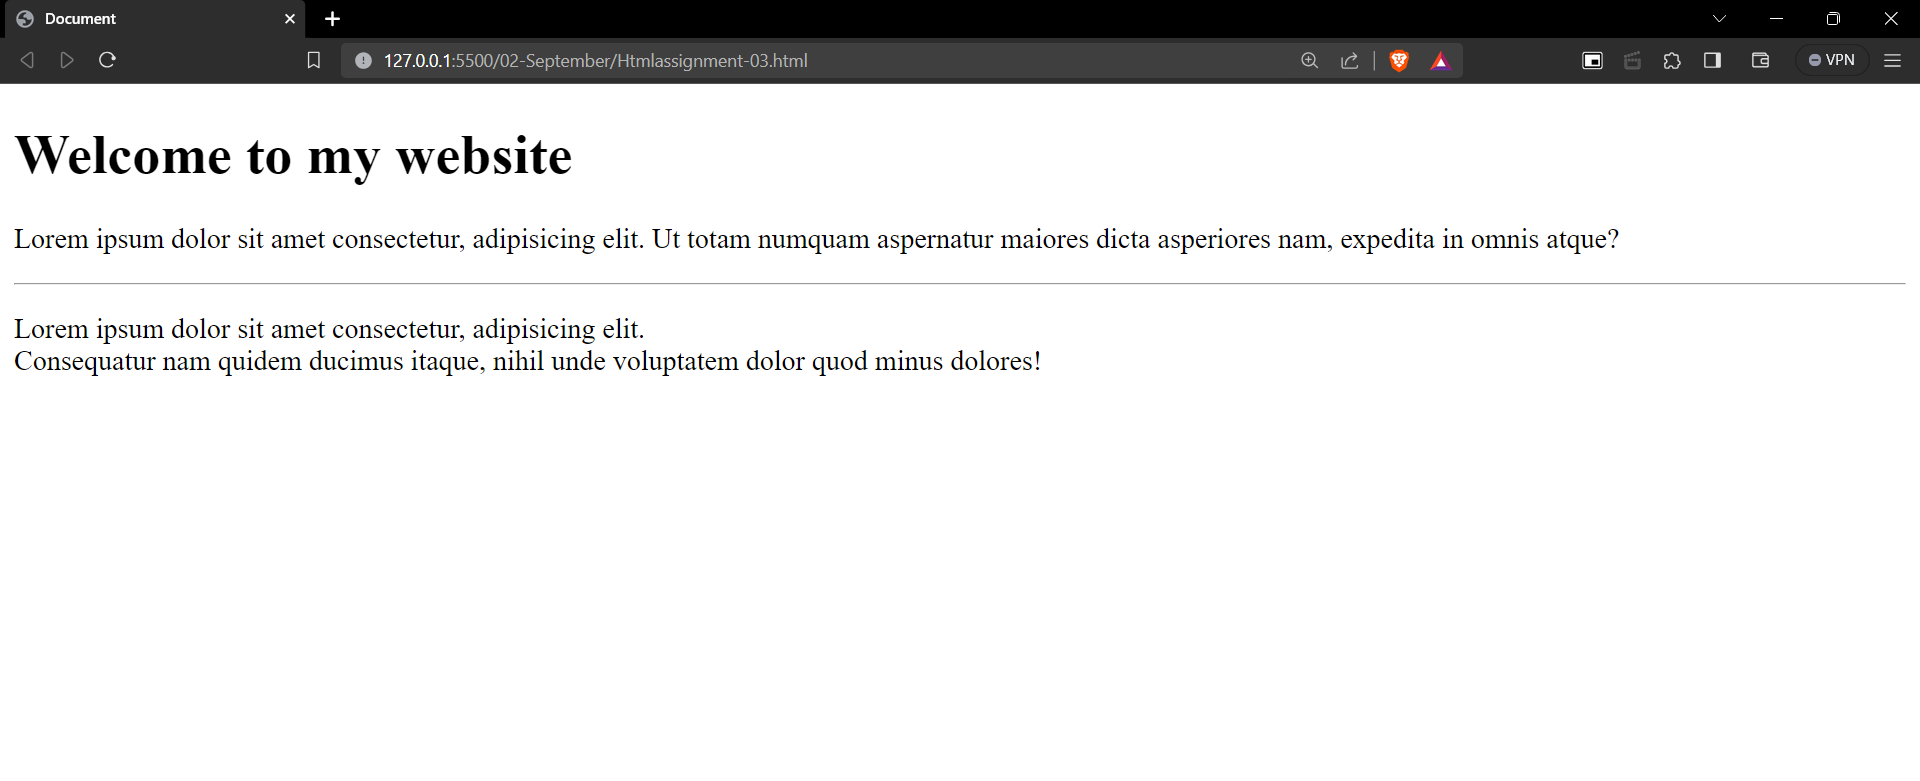 Document
127.0.0.1:5500/02-September/Htmlassignment-03.html
VPN
Welcome to my website
Lorem ipsum dolor sit amet consectetur, adipisicing elit. Ut totam numquam aspernatur maiores dicta asperiores nam, expedita in omnis atque?
Lorem ipsum dolor sit amet consectetur, adipisicing elit.
Consequatur nam quidem ducimus itaque, nihil unde voluptatem dolor quod minus dolores!